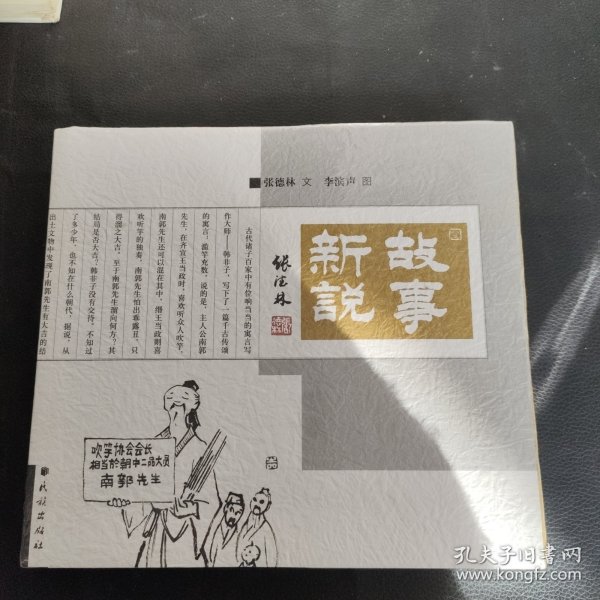 ■张德林 文 李滨声 图
故事
新説
张德林
古代诸子百家中有位响当当的寓言写
作大师——韩非子，写下了一篇千古传颂
的寓言，滥竽充数，说的是，主人公南郭
先生，在齐宣王当政时，喜欢听众人吹竽，
南郭先生还可以混在其中，湣王当政则喜
欢听竽的独奏，南郭先生怕出乖露丑，只
得溜之大吉，至于南郭先生溜向何方？其
结局是否大吉？韩非子没有交待，不知过
了多少年，也不知在什么朝代，据说，从
出土文物中发现了南郭先生有大吉的结
吹竽协会会长
相当於朝中二品大员
南郭先生
民族出版社
孔夫子旧书网
www.kongfz.com